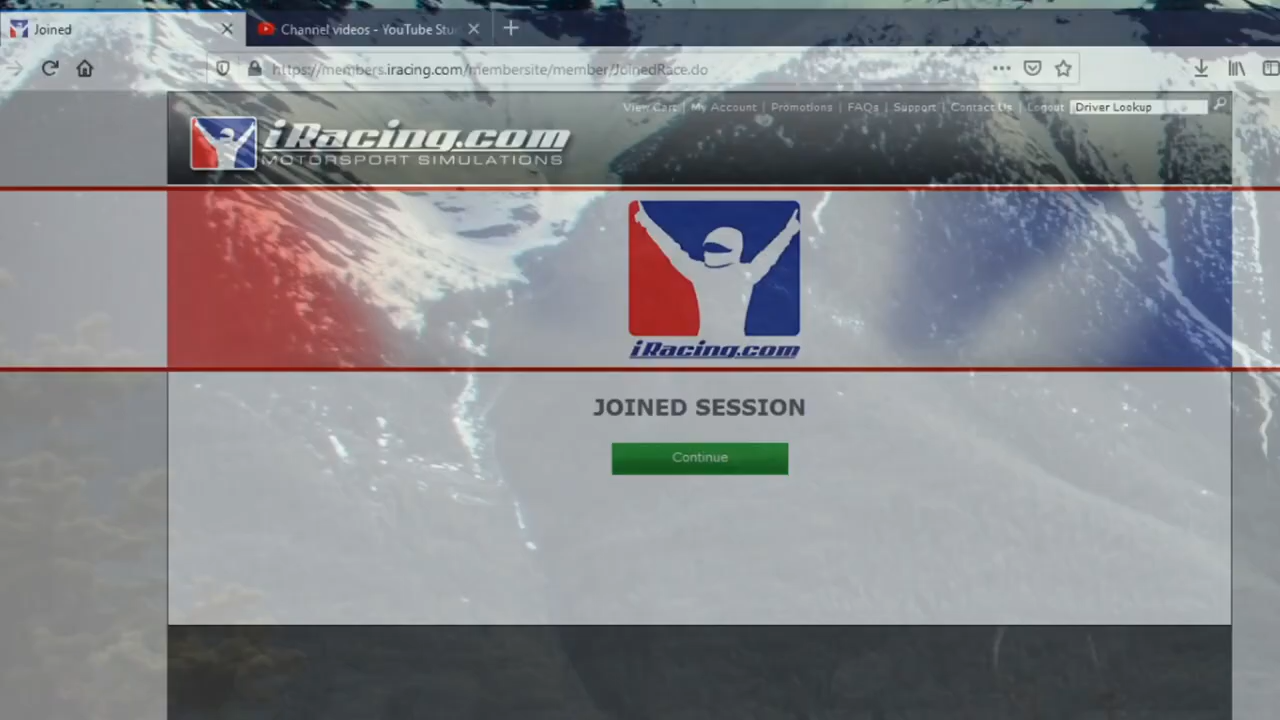 Joined
Channel videos - YouTube Stu
https://members.iracing.com/membersite/member/JoinedRace.do
View Cart | My Account | Promotions | FAQs | Support | Contact Us | Logout Driver Lookup
iRacing.com
MOTORSPORT SIMULATIONS
iRacing.com
JOINED SESSION
Continue